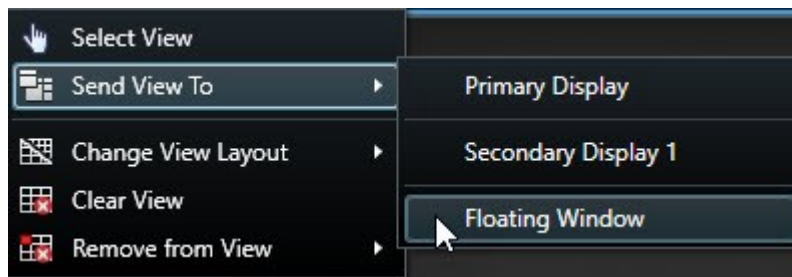 Select View
Send View To
Primary Display
Change View Layout
Secondary Display 1
Clear View
Floating Window
Remove from View